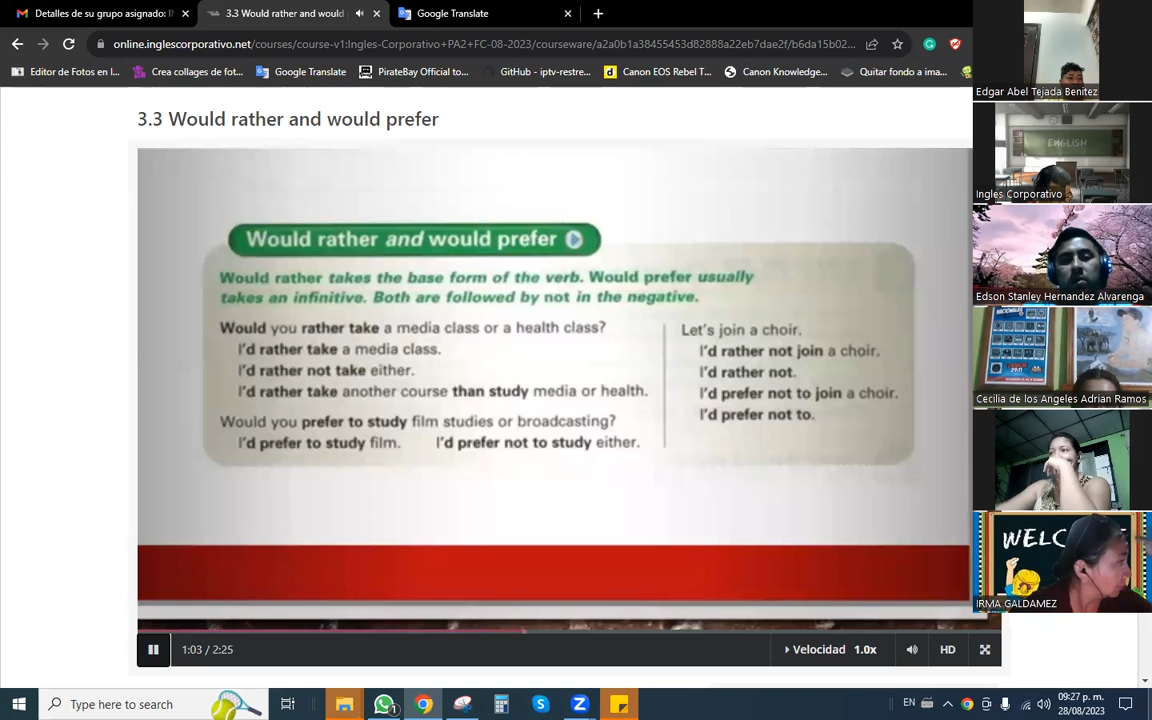 Detalles de su grupo asignado: I
3.3 Would rather and would
Google Translate
online.inglescorporativo.net/courses/course-v1:Ingles-Corporativo+PA2+FC-08-2023/courseware/a2a0b1a38455453d82888a22eb7dae2f/b6da15b02...
Editor de Fotos en l...
Crea collages de fot...
Google Translate
PirateBay Official to...
GitHub - iptv-restre...
Canon EOS Rebel T...
Canon Knowledge...
Quitar fondo a ima...
3.3 Would rather and would prefer
Would rather and would prefer
Would rather takes the base form of the verb. Would prefer usually
takes an infinitive. Both are followed by not in the negative.
Would you rather take a media class or a health class?
I'd rather take a media class.
I'd rather not take either.
I'd rather take another course than study media or health.
Would you prefer to study film studies or broadcasting?
I'd prefer to study film. I'd prefer not to study either.
Let's join a choir.
I'd rather not join a choir.
I'd rather not.
I'd prefer not to join a choir.
I'd prefer not to.
1:03 / 2:25
Velocidad 1.0x
HD
Edgar Abel Tejada Benitez
ENGLISH
Ingles Corporativo
Edson Stanley Hernandez Alvarenga
Cecilia de los Angeles Adrian Ramos
WELC
IRMA GALDAMEZ
Type here to search
1
EN
09:27 p. m.
28/08/2023